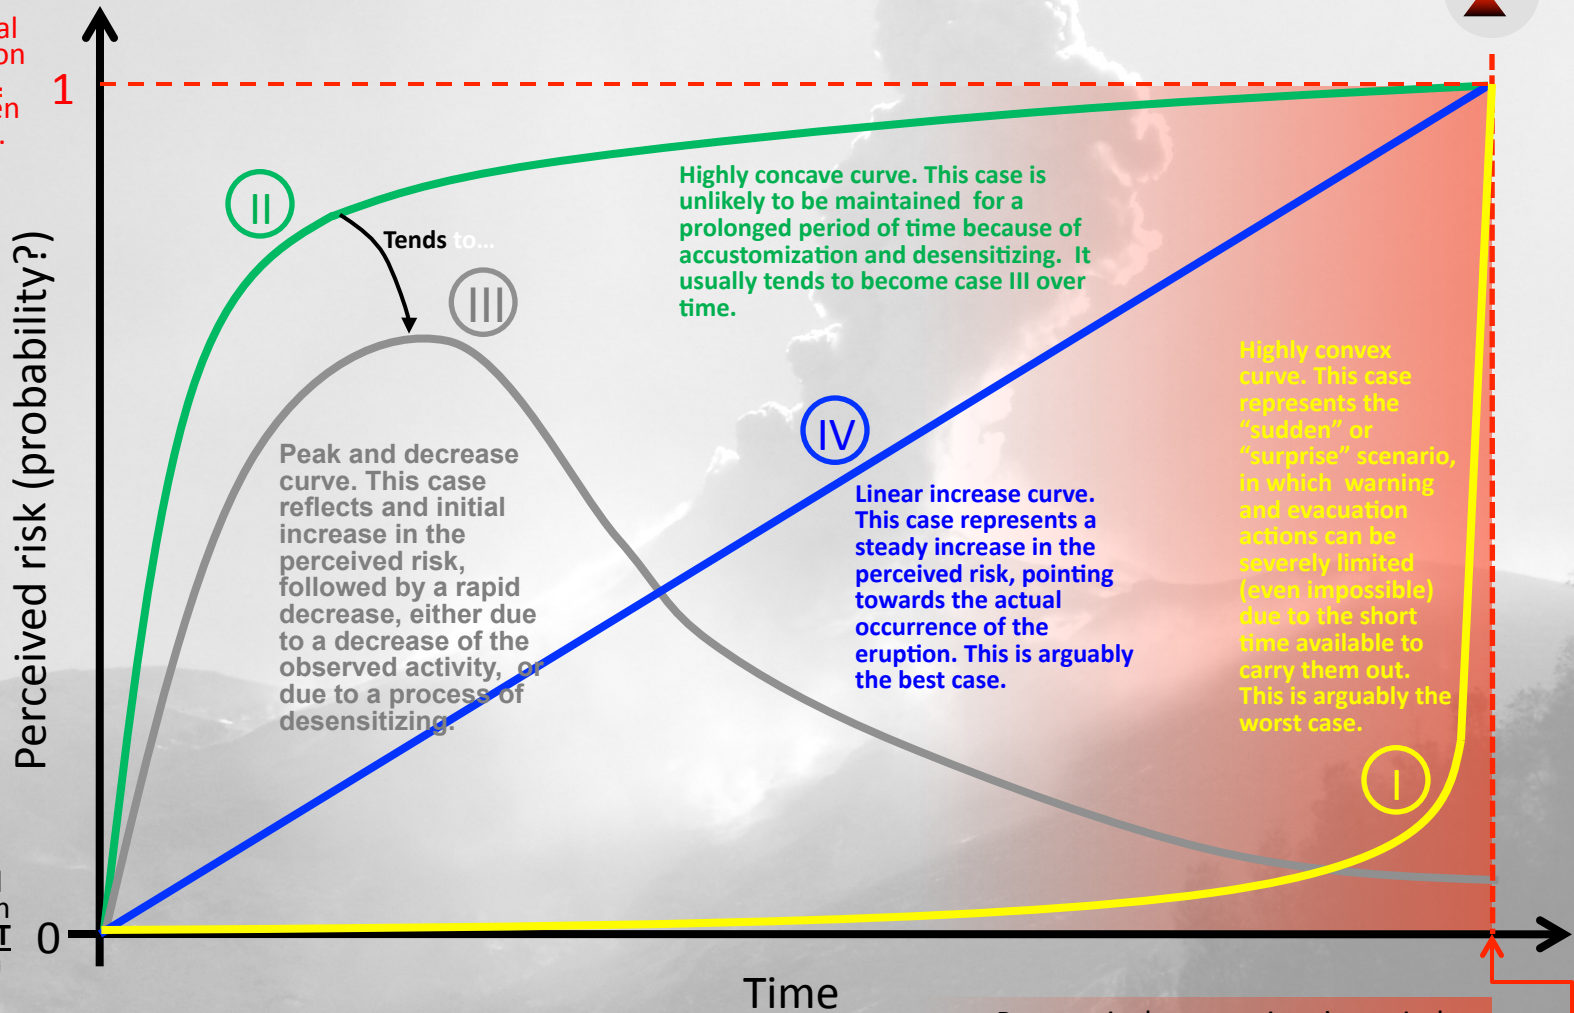 1
II
Tends to...
III
Highly concave curve. This case is
unlikely to be maintained for a
prolonged period of time because of
accustomization and desensitizing. It
usually tends to become case III over
time.
Peak and decrease
curve. This case
reflects and initial
increase in the
perceived risk,
followed by a rapid
decrease, either due
to a decrease of the
observed activity, or
due to a process of
desensitizing.
IV
Linear increase curve.
This case represents a
steady increase in the
perceived risk, pointing
towards the actual
occurrence of the
eruption. This is arguably
the best case.
Highly convex
curve. This case
represents the
“sudden” or
“surprise” scenario,
in which warning
and evacuation
actions can be
severely limited
(even impossible)
due to the short
time available to
carry them out.
This is arguably the
worst case.
I
Perceived risk (probability?)
0
Time